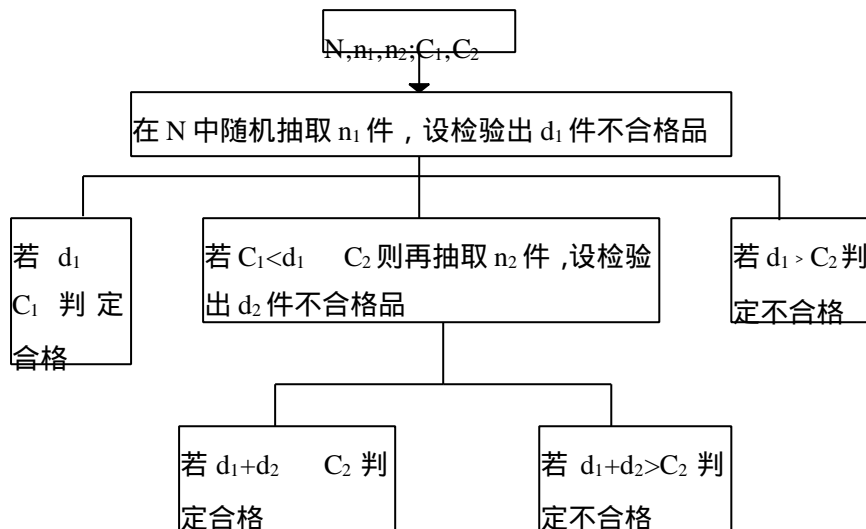 N,n₁,n₂;C₁,C₂
在 N 中随机抽取 n₁ 件，设检验出 d₁ 件不合格品
若 d₁
C₁ 判 定
合格
若 C₁<d₁ C₂ 则再抽取 n₂ 件 ,设检验
出 d₂ 件不合格品
若 d₁﹥C₂ 判
定不合格
若 d₁+d₂ C₂ 判
定合格
若 d₁+d₂>C₂ 判
定不合格